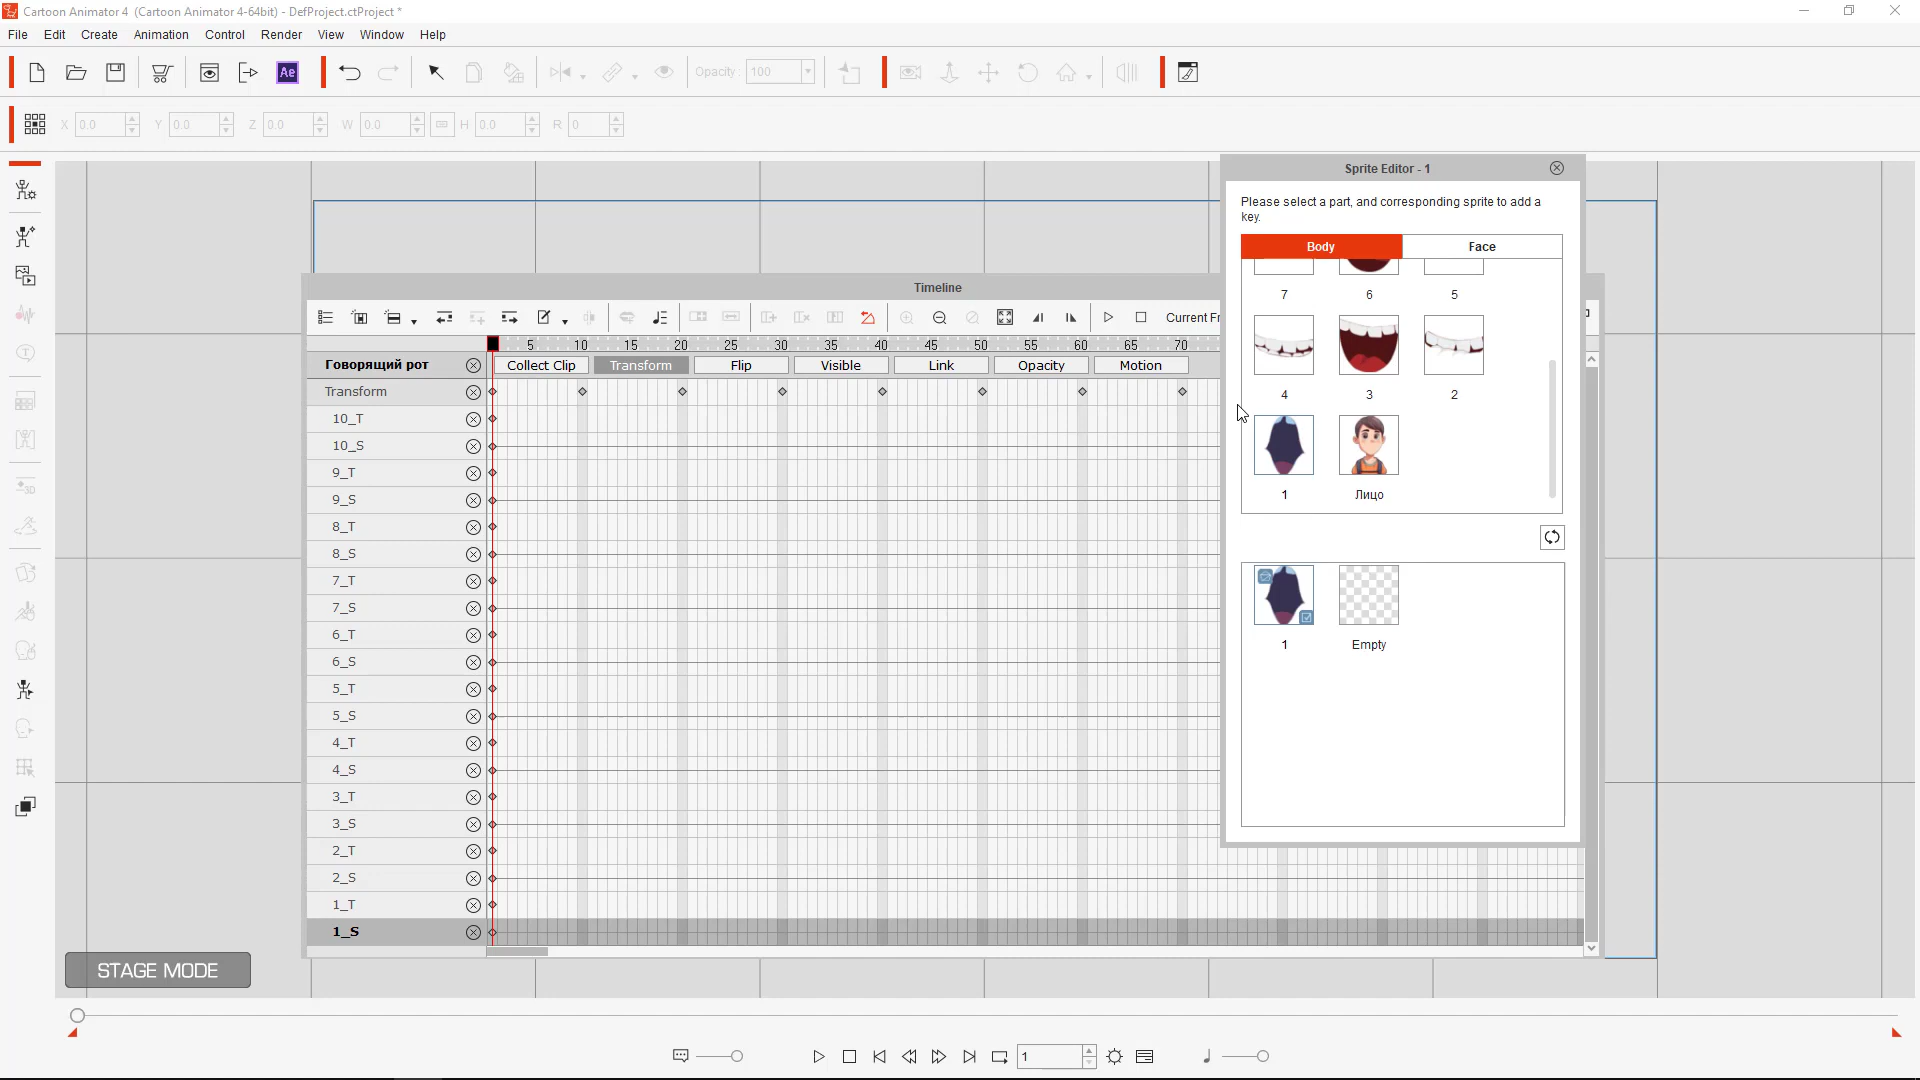 Cartoon Animator 4 (Cartoon Animator 4-64bit) - DefProject.ctProject *
File Edit Create Animation Control Render View Window Help
Ae Opacity : 100
X 0.0 Y 0.0 Z 0.0 W 0.0 H 0.0 R 0
Sprite Editor - 1
Please select a part, and corresponding sprite to add a
key.
Body Face
7 6 5
4 3 2
1 Лицо
1 Empty
Timeline
Current Fr
5 10 15 20 25 30 35 40 45 50 55 60 65 70
Говорящий рот Collect Clip Transform Flip Visible Link Opacity Motion
Transform
10_T
10_S
9_T
9_S
8_T
8_S
7_T
7_S
6_T
6_S
5_T
5_S
4_T
4_S
3_T
3_S
2_T
2_S
1_T
1_S
STAGE MODE
1